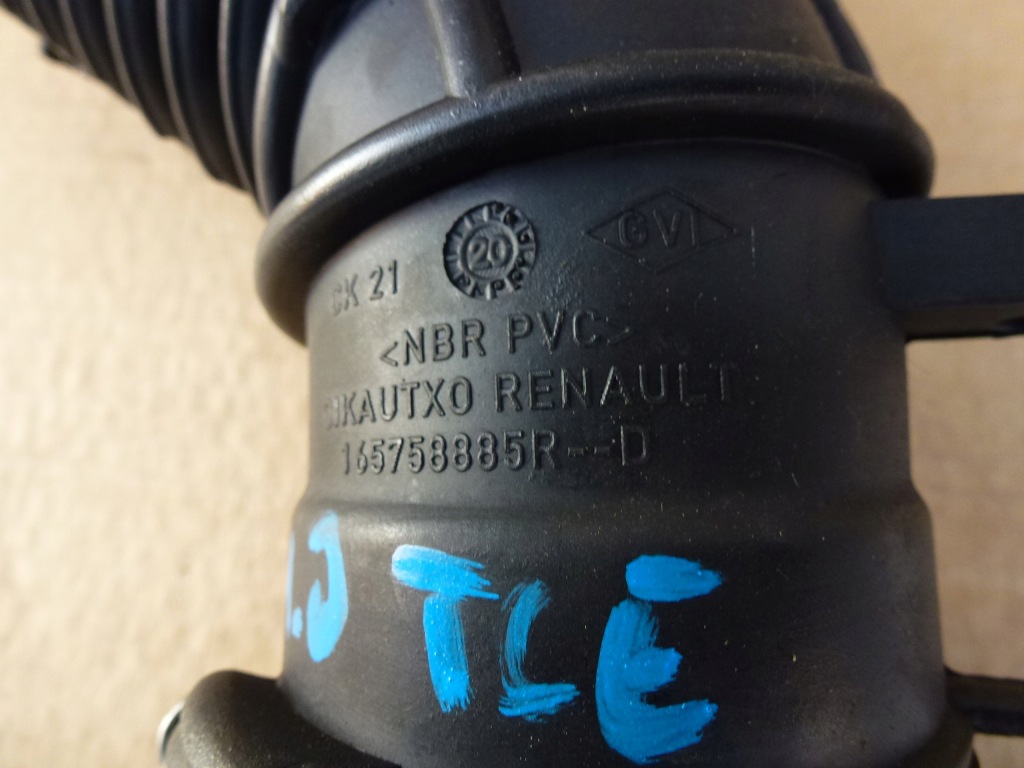 20
GVI
CK 21
<NBR PVC>
CIKAUTXO RENAULT
165758885R--D
TCE